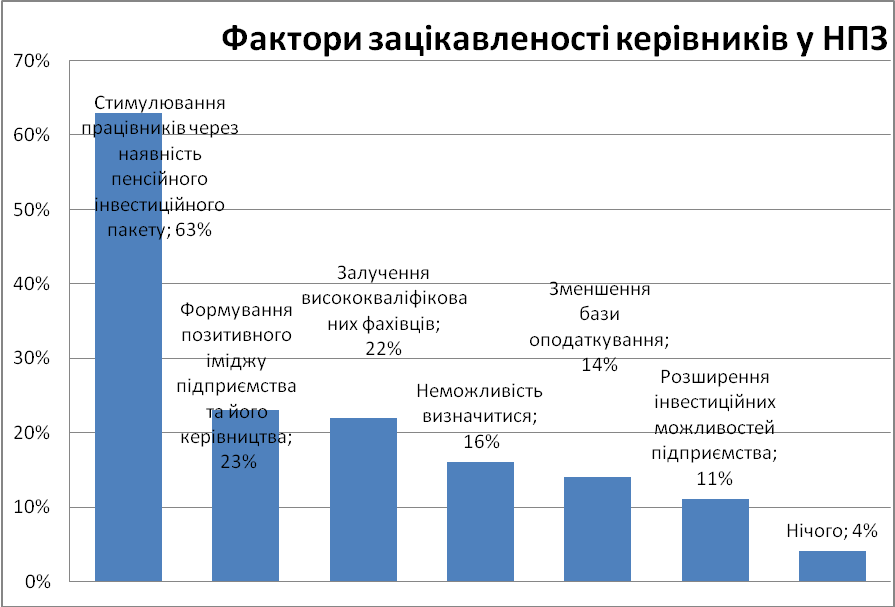 Фактори зацікавленості керівників у НПЗ
70%
60%
50%
40%
30%
20%
10%
0%
Стимулювання
працівників через
наявність
пенсійного
інвестиційного
пакету; 63%
Формування
позитивного
іміджу
підприємства
та його
керівництва;
23%
Залучення
висококваліфікова
них фахівців;
22%
Неможливість
визначитися;
16%
Зменшення
бази
оподаткування;
14%
Розширення
інвестиційних
можливостей
підприємства;
11%
Нічого; 4%